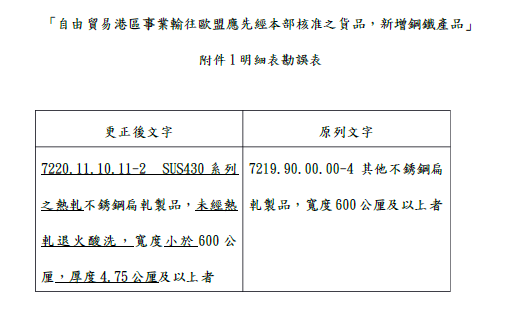 「自由貿易港區事業輸往歐盟應先經本部核准之貨品，新增鋼鐵產品」
附件1明細表勘誤表
更正後文字
原列文字
7220.11.10.11-2 SUS430 系列
之熱軋不銹鋼扁軋製品，未經熱
軋退火酸洗，寬度小於600公
厘，厚度4.75公厘及以上者
7219.90.00.00-4 其他不銹鋼扁
軋製品，寬度600公厘及以上者